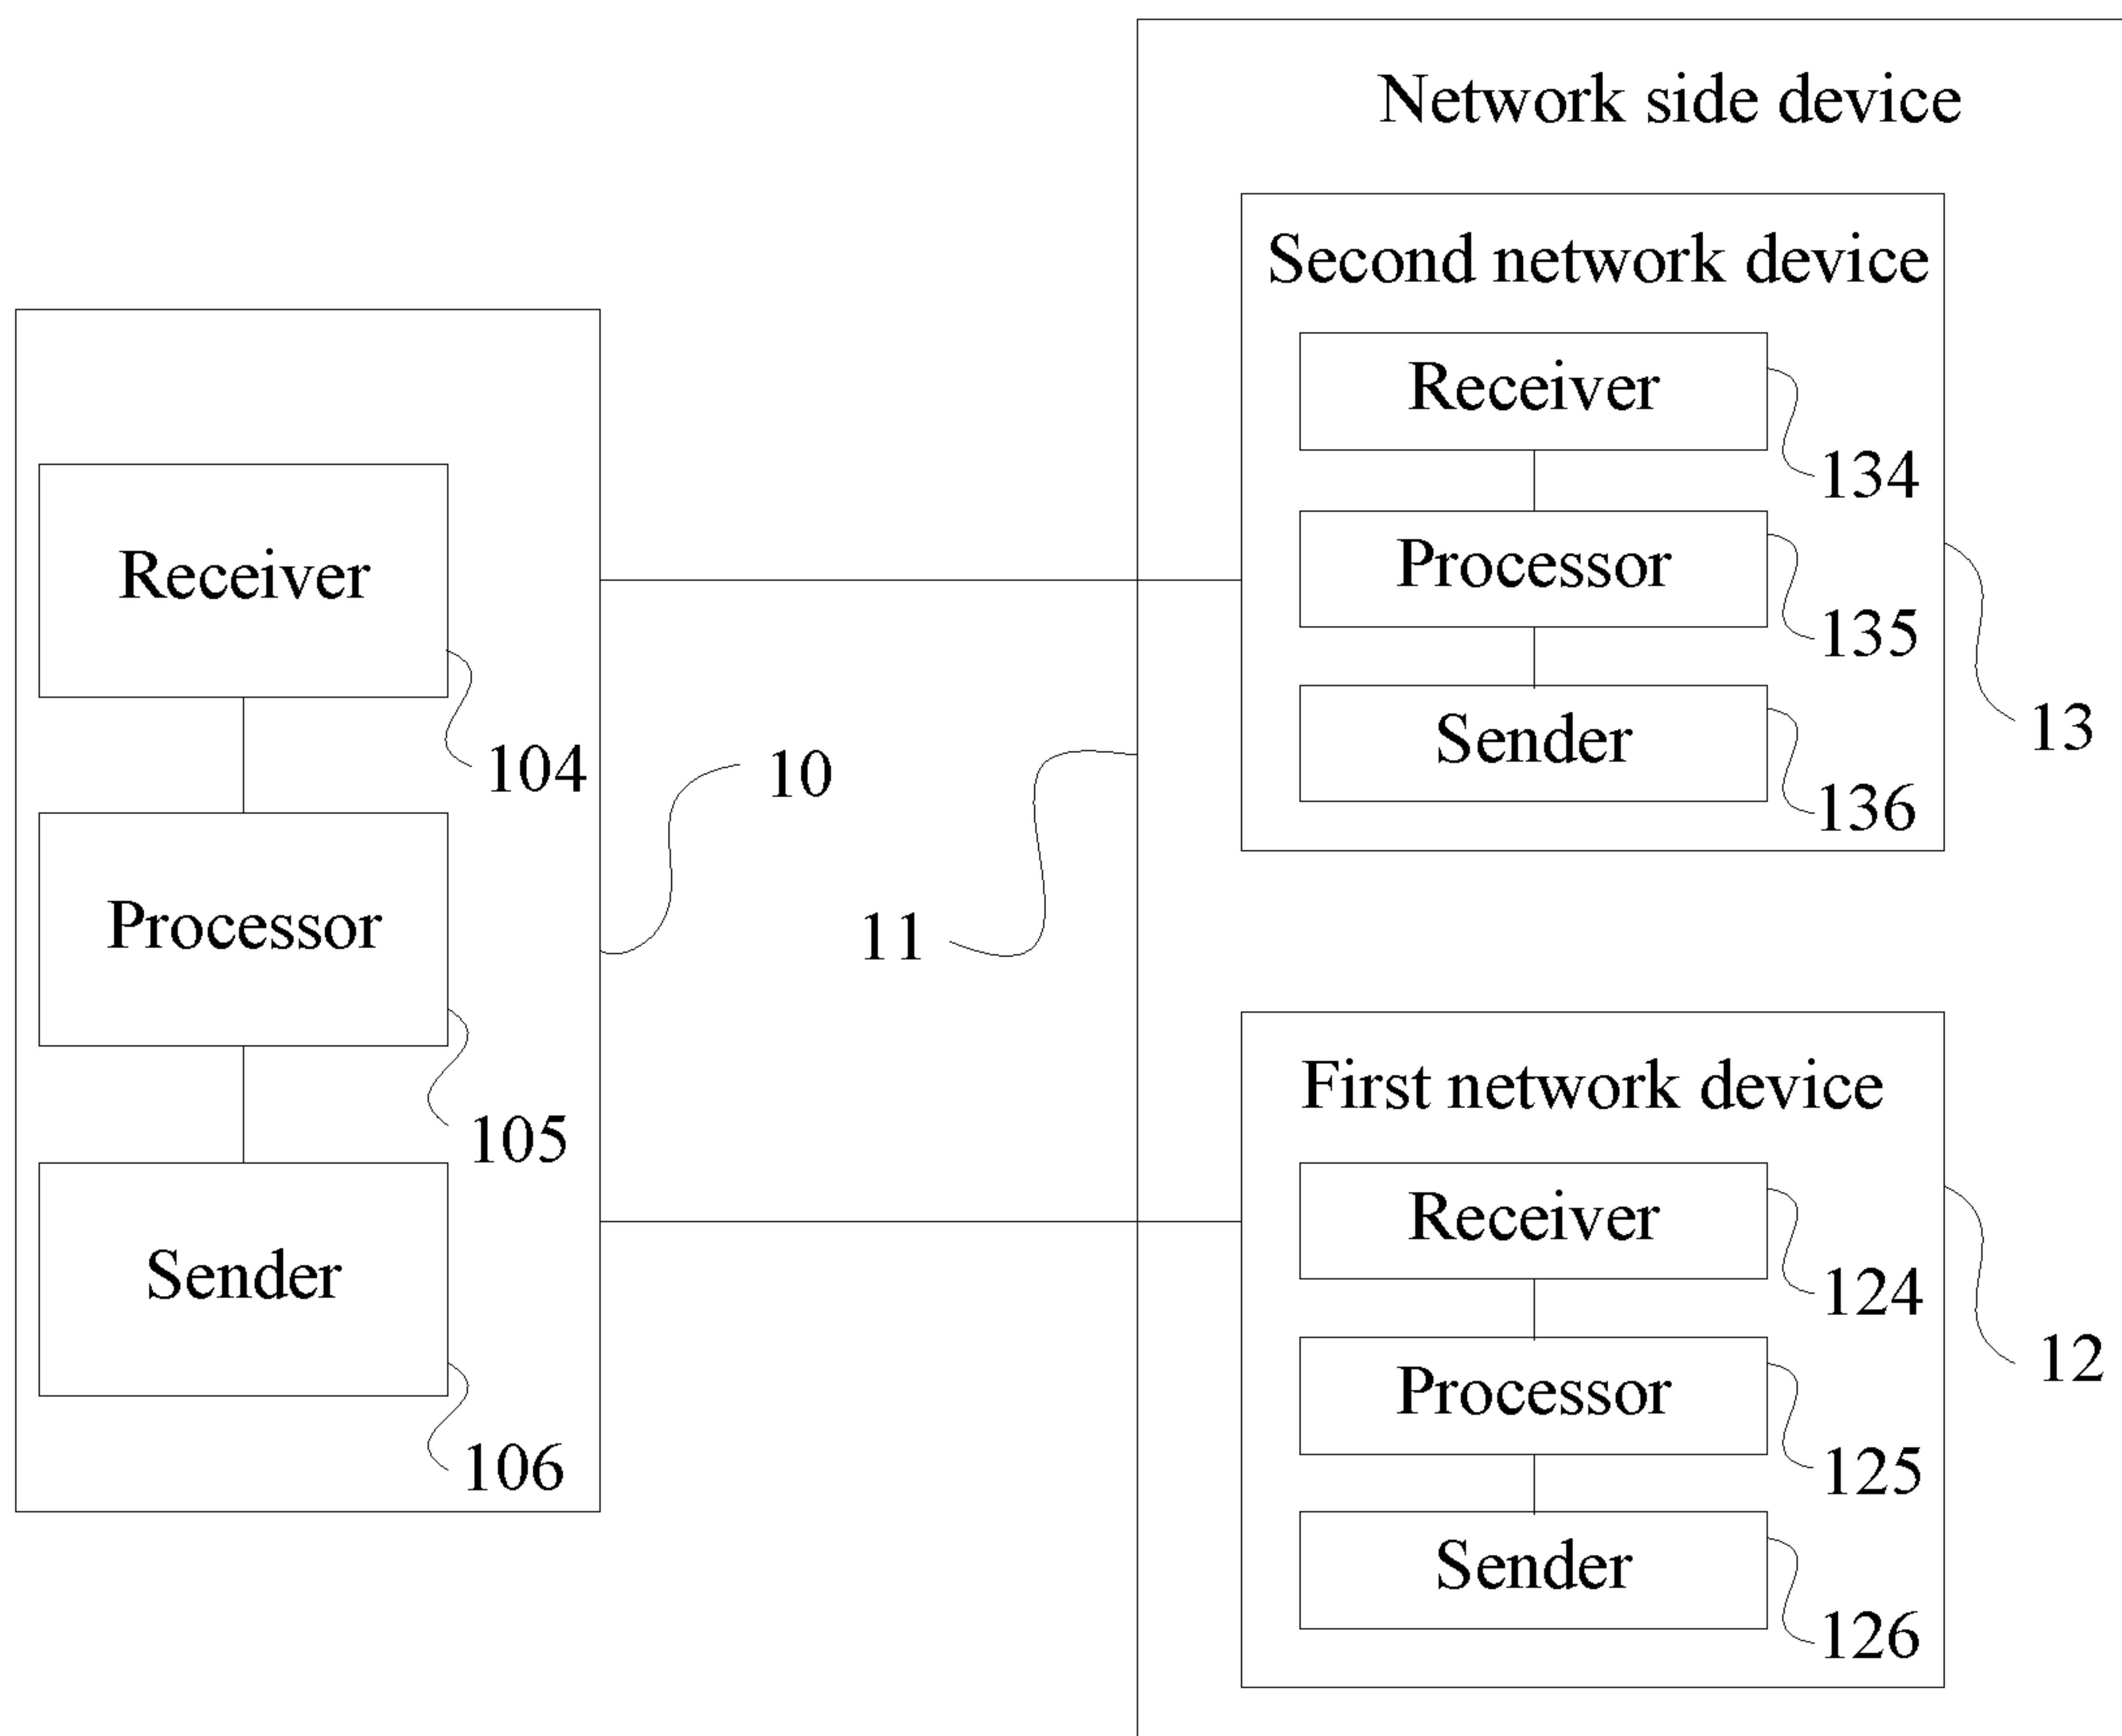 Network side device
Second network device
Receiver
134
Processor
135
Sender
136
13
Receiver
104
Processor
105
Sender
106
10
11
First network device
Receiver
124
Processor
125
Sender
126
12